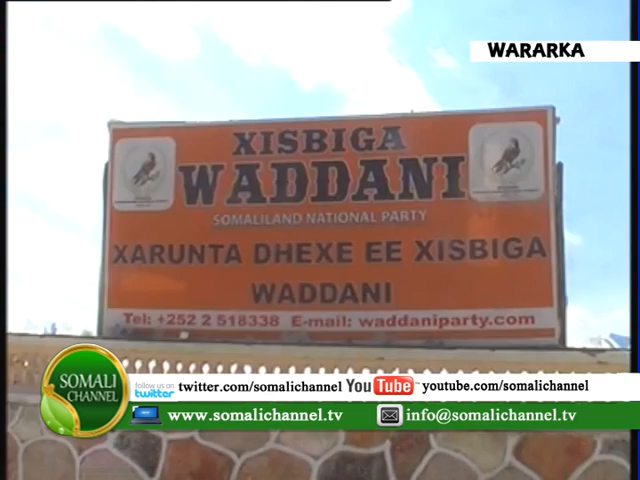 WARARKA
XISBIGA
WADDANI
SOMALILAND NATIONAL PARTY
XARUNTA DHEXE EE XISBIGA
WADDANI
Tel: +252 2 518338 E-mail: waddaniparty.com
SOMALI
CHANNEL
follow us on
twitter
twitter.com/somalichannel YouTube youtube.com/somalichannel
www.somalichannel.tv info@somalichannel.tv